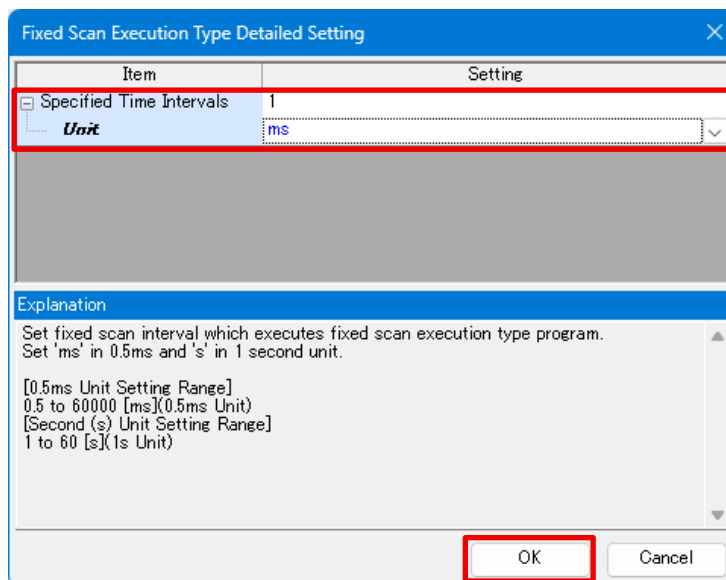 Fixed Scan Execution Type Detailed Setting
Item Setting
Specified Time Intervals 1
Unit ms
Explanation
Set fixed scan interval which executes fixed scan execution type program.
Set 'ms' in 0.5ms and 's' in 1 second unit.
[0.5ms Unit Setting Range]
0.5 to 60000 [ms](0.5ms Unit)
[Second (s) Unit Setting Range]
1 to 60 [s](1s Unit)
OK Cancel